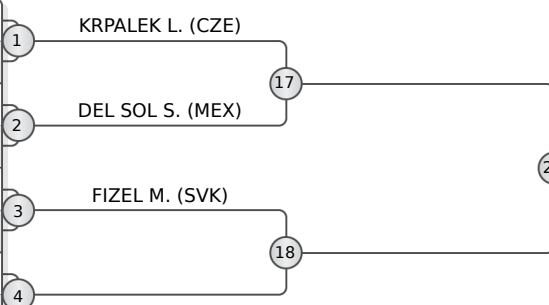 KRPALEK L. (CZE)
1
17
DEL SOL S. (MEX)
2
FIZEL M. (SVK)
3
18
4